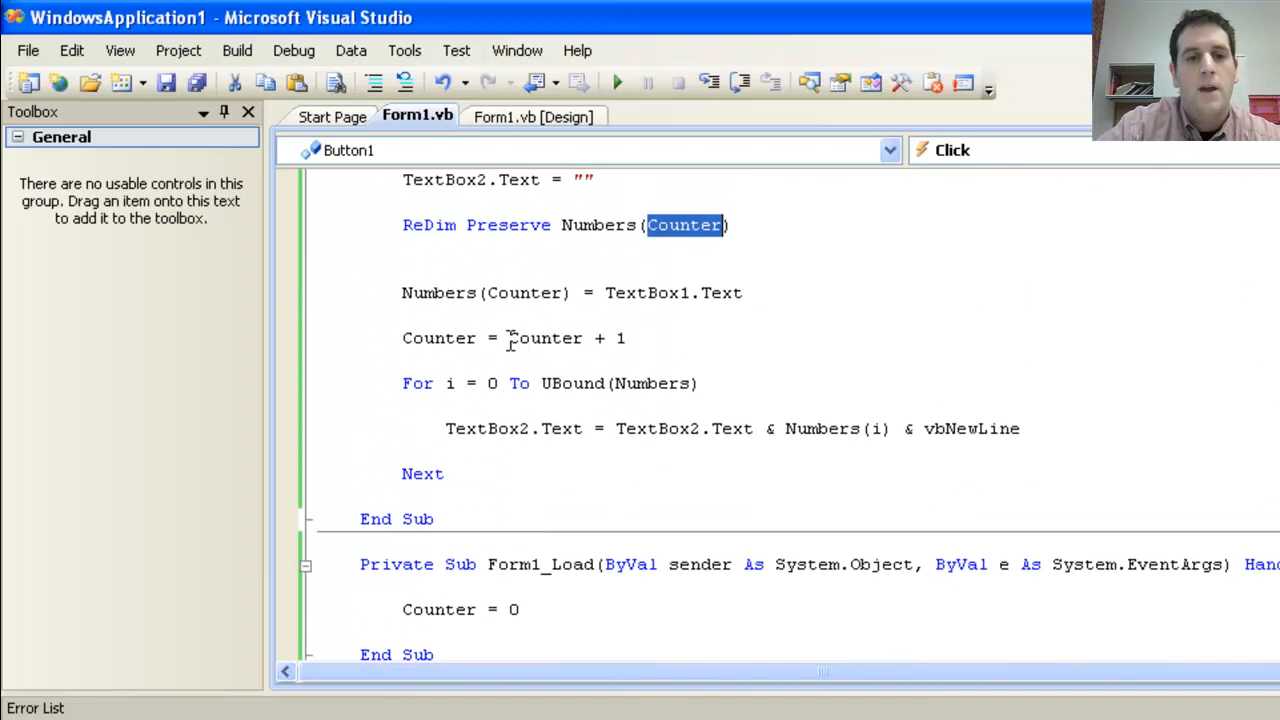 WindowsApplication1 - Microsoft Visual Studio
File Edit View Project Build Debug Data Tools Test Window Help
Toolbox
Start Page Form1.vb Form1.vb [Design]
General
Button1 Click
There are no usable controls in this
group. Drag an item onto this text
to add it to the toolbox.
TextBox2.Text = ""
ReDim Preserve Numbers(Counter)
Numbers(Counter) = TextBox1.Text
Counter = Counter + 1
For i = 0 To UBound(Numbers)
TextBox2.Text = TextBox2.Text & Numbers(i) & vbNewLine
Next
End Sub
Private Sub Form1_Load(ByVal sender As System.Object, ByVal e As System.EventArgs) Hand
Counter = 0
End Sub
Error List